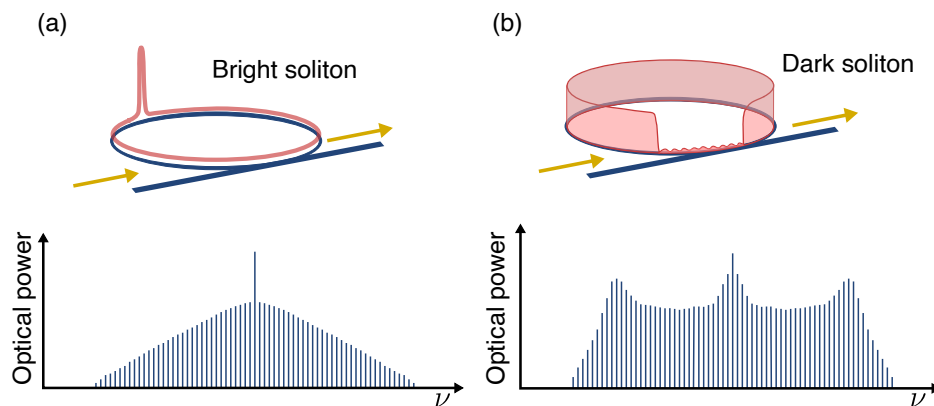 (a)
Bright soliton
Optical power
ν
(b)
Dark soliton
Optical power
ν